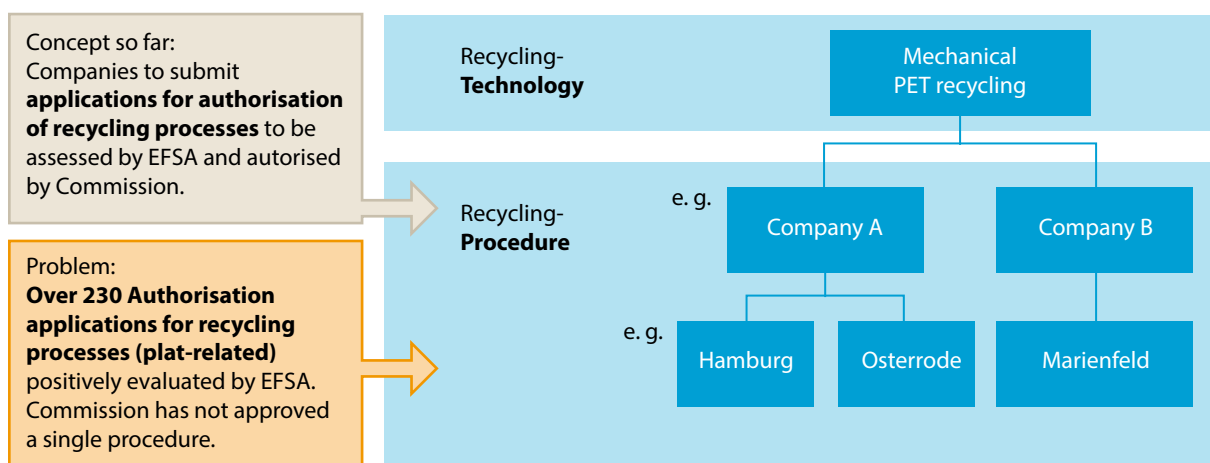 Concept so far:
Companies to submit
applications for authorisation
of recycling processes to be
assessed by EFSA and autorised
by Commission.
Problem:
Over 230 Authorisation
applications for recycling
processes (plat-related)
positively evaluated by EFSA.
Commission has not approved
a single procedure.
Recycling-
Technology
Mechanical
PET recycling
Recycling-
Procedure
e. g.
Company A
Company B
e. g.
Hamburg
Osterrode
Marienfeld